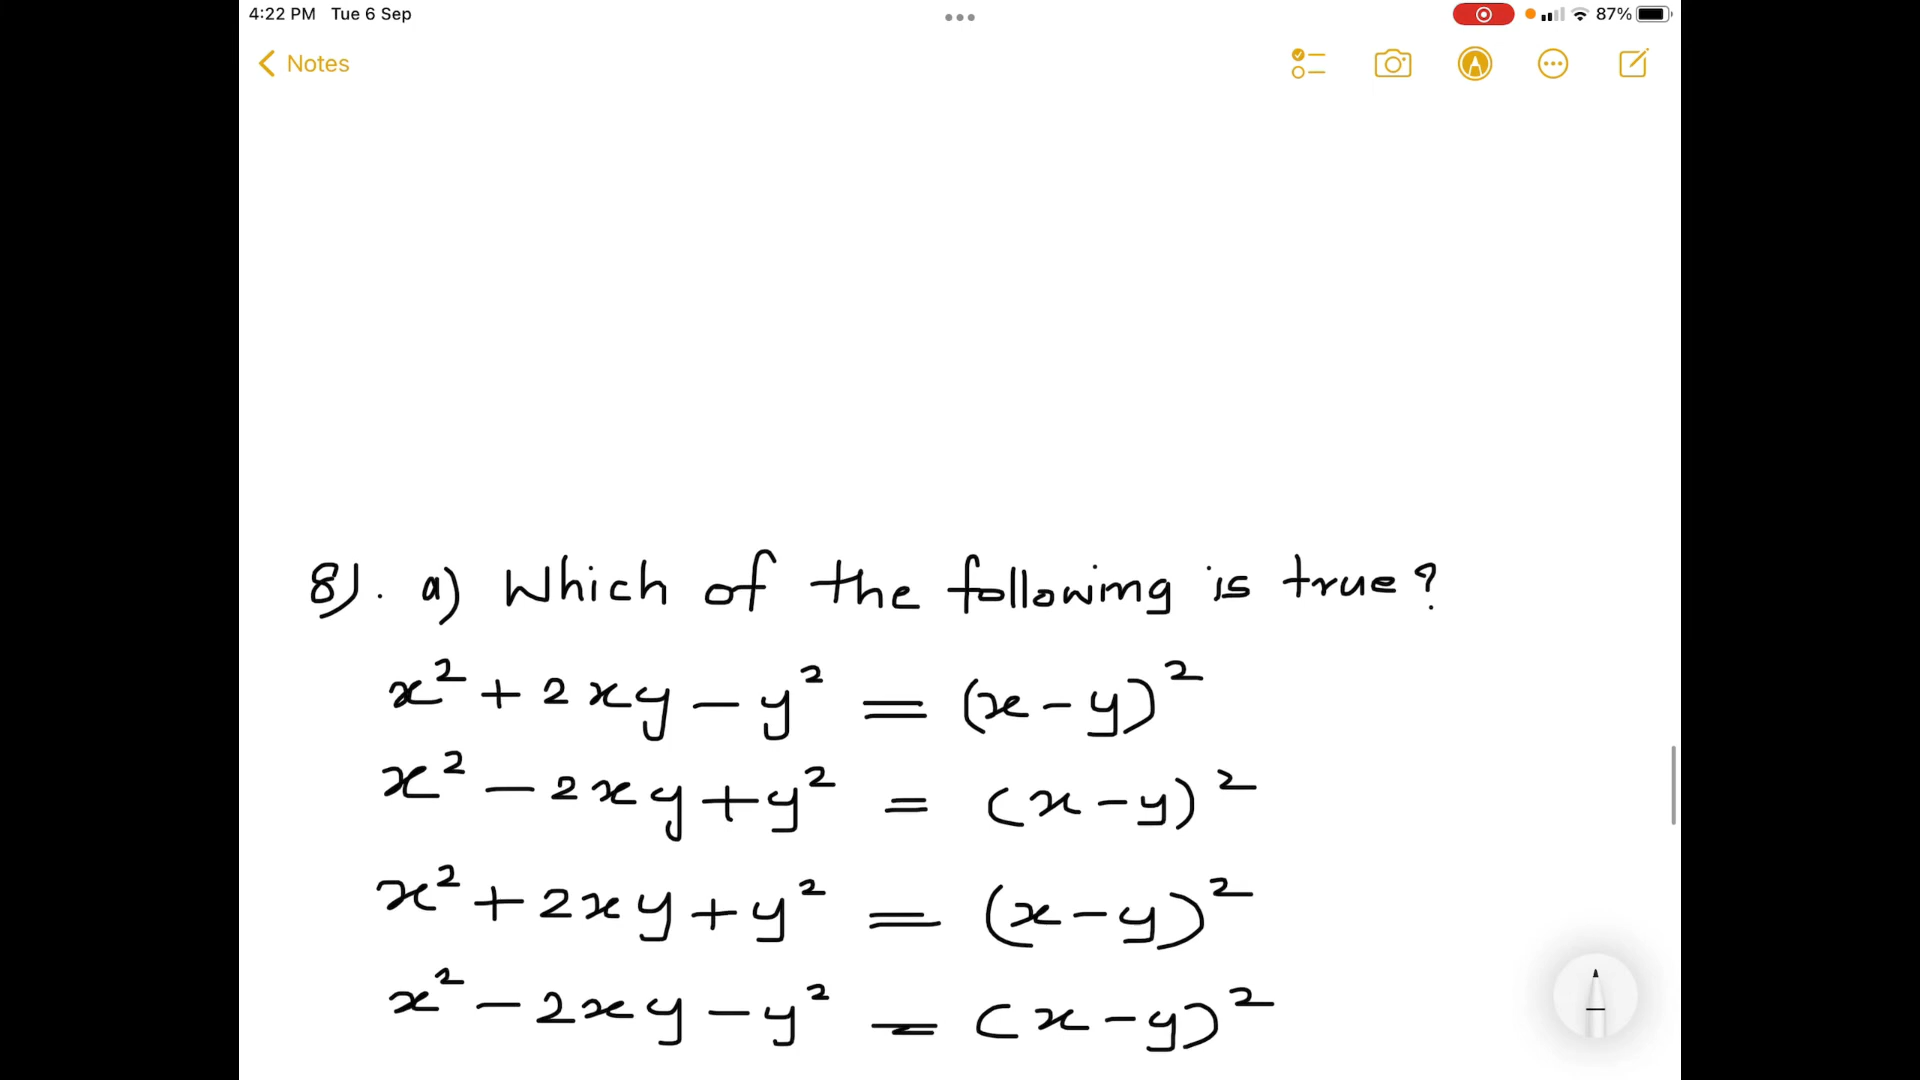 4:22 PM Tue 6 Sep
87%
Notes
8). a) Which of the following is true?
x² + 2xy - y² = (x - y)²
x² - 2xy + y² = (x - y)²
x² + 2xy + y² = (x - y)²
x² - 2xy - y² = (x - y)²